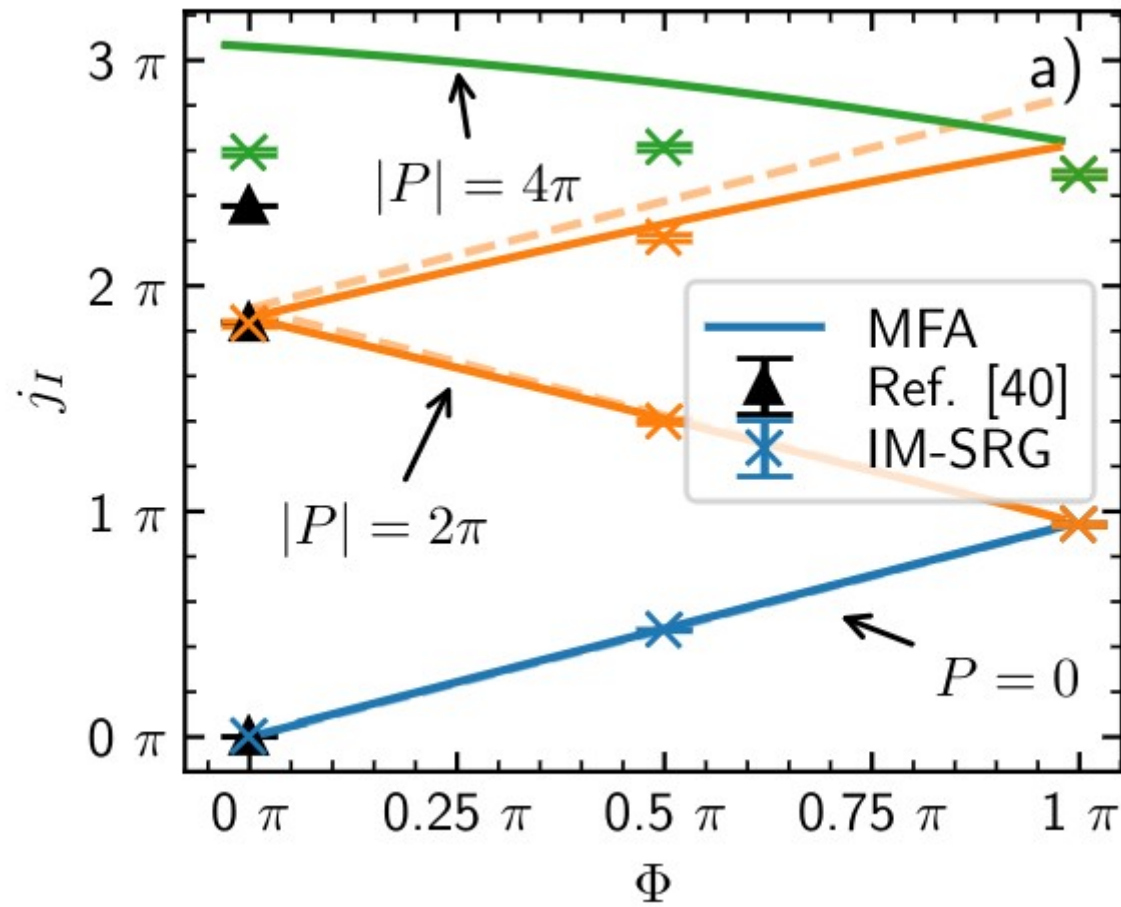 a)
3 π
2 π
1 π
0 π
j_I
|P| = 4π
|P| = 2π
P = 0
MFA
Ref. [40]
IM-SRG
0 π 0.25 π 0.5 π 0.75 π 1 π
Φ